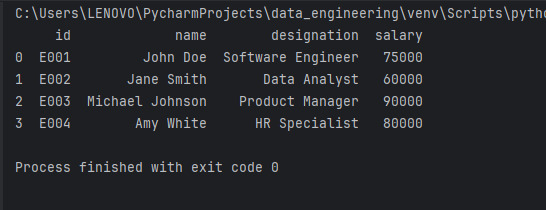 C:\Users\LENOVO\PycharmProjects\data_engineering\venv\Scripts\pytho
id name designation salary
0 E001 John Doe Software Engineer 75000
1 E002 Jane Smith Data Analyst 60000
2 E003 Michael Johnson Product Manager 90000
3 E004 Amy White HR Specialist 80000
Process finished with exit code 0